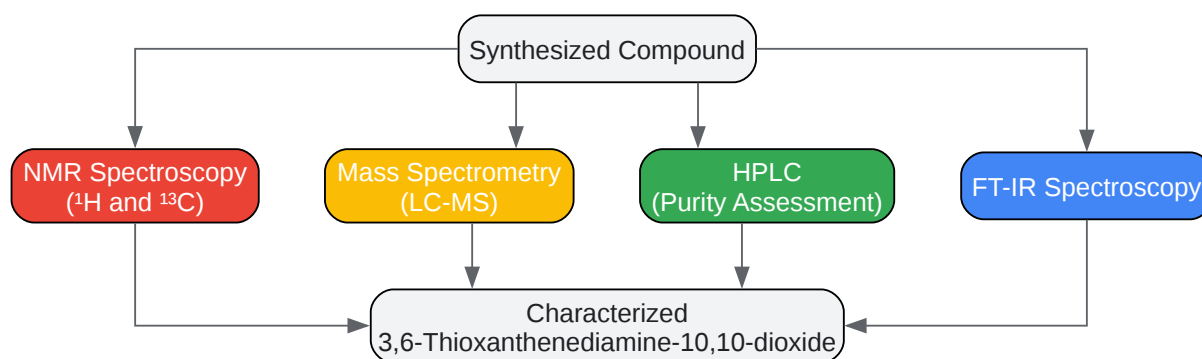 Synthesized Compound
NMR Spectroscopy
(¹H and ¹³C)
Mass Spectrometry
(LC-MS)
HPLC
(Purity Assessment)
FT-IR Spectroscopy
Characterized
3,6-Thioxanthenediamine-10,10-dioxide